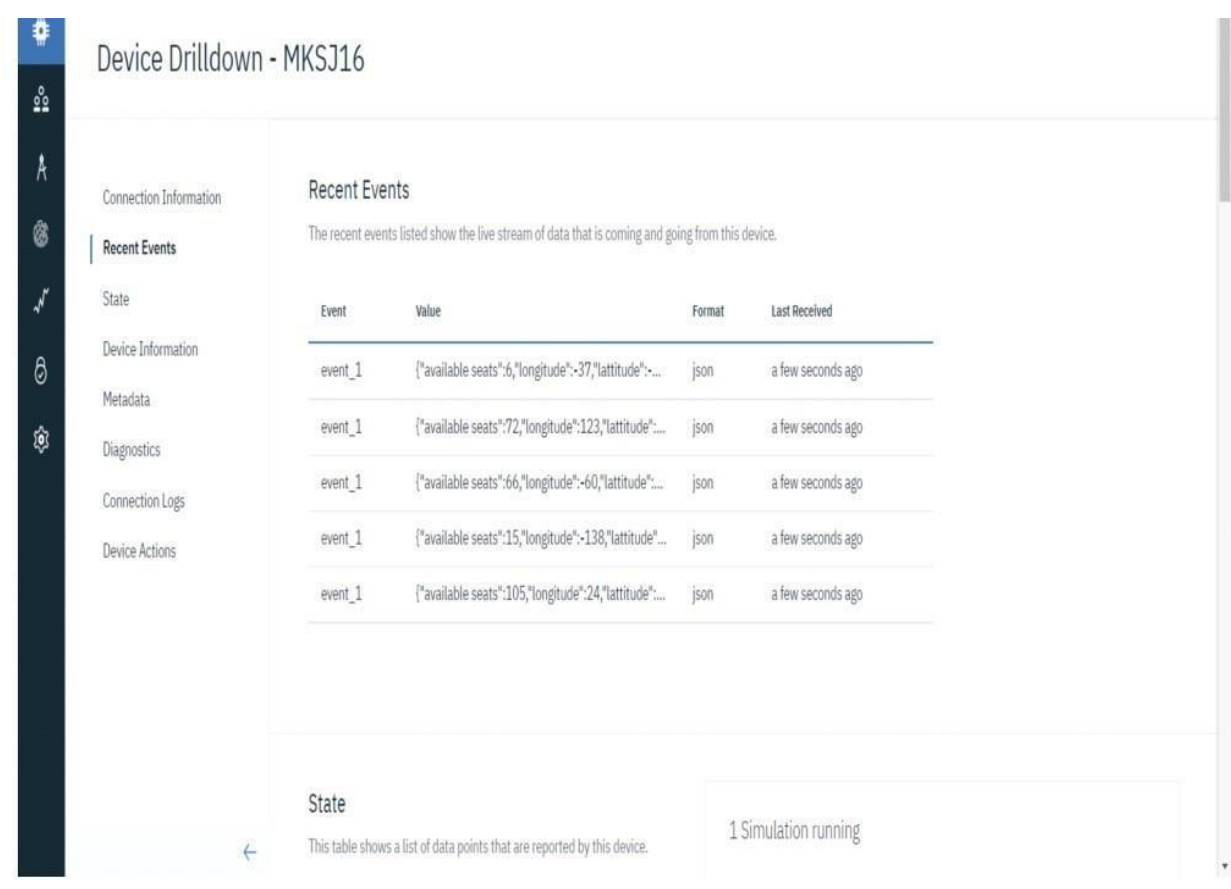 Device Drilldown - MKSJ16
Connection Information
Recent Events
State
Device Information
Metadata
Diagnostics
Connection Logs
Device Actions
Recent Events
The recent events listed show the live stream of data that is coming and going from this device.
Event Value Format Last Received
event_1 {"available seats":6,"longitude":-37,"lattitude":-... json a few seconds ago
event_1 {"available seats":72,"longitude":123,"lattitude":... json a few seconds ago
event_1 {"available seats":66,"longitude":-60,"lattitude":... json a few seconds ago
event_1 {"available seats":15,"longitude":-138,"lattitude"... json a few seconds ago
event_1 {"available seats":105,"longitude":24,"lattitude":... json a few seconds ago
State
This table shows a list of data points that are reported by this device.
1 Simulation running